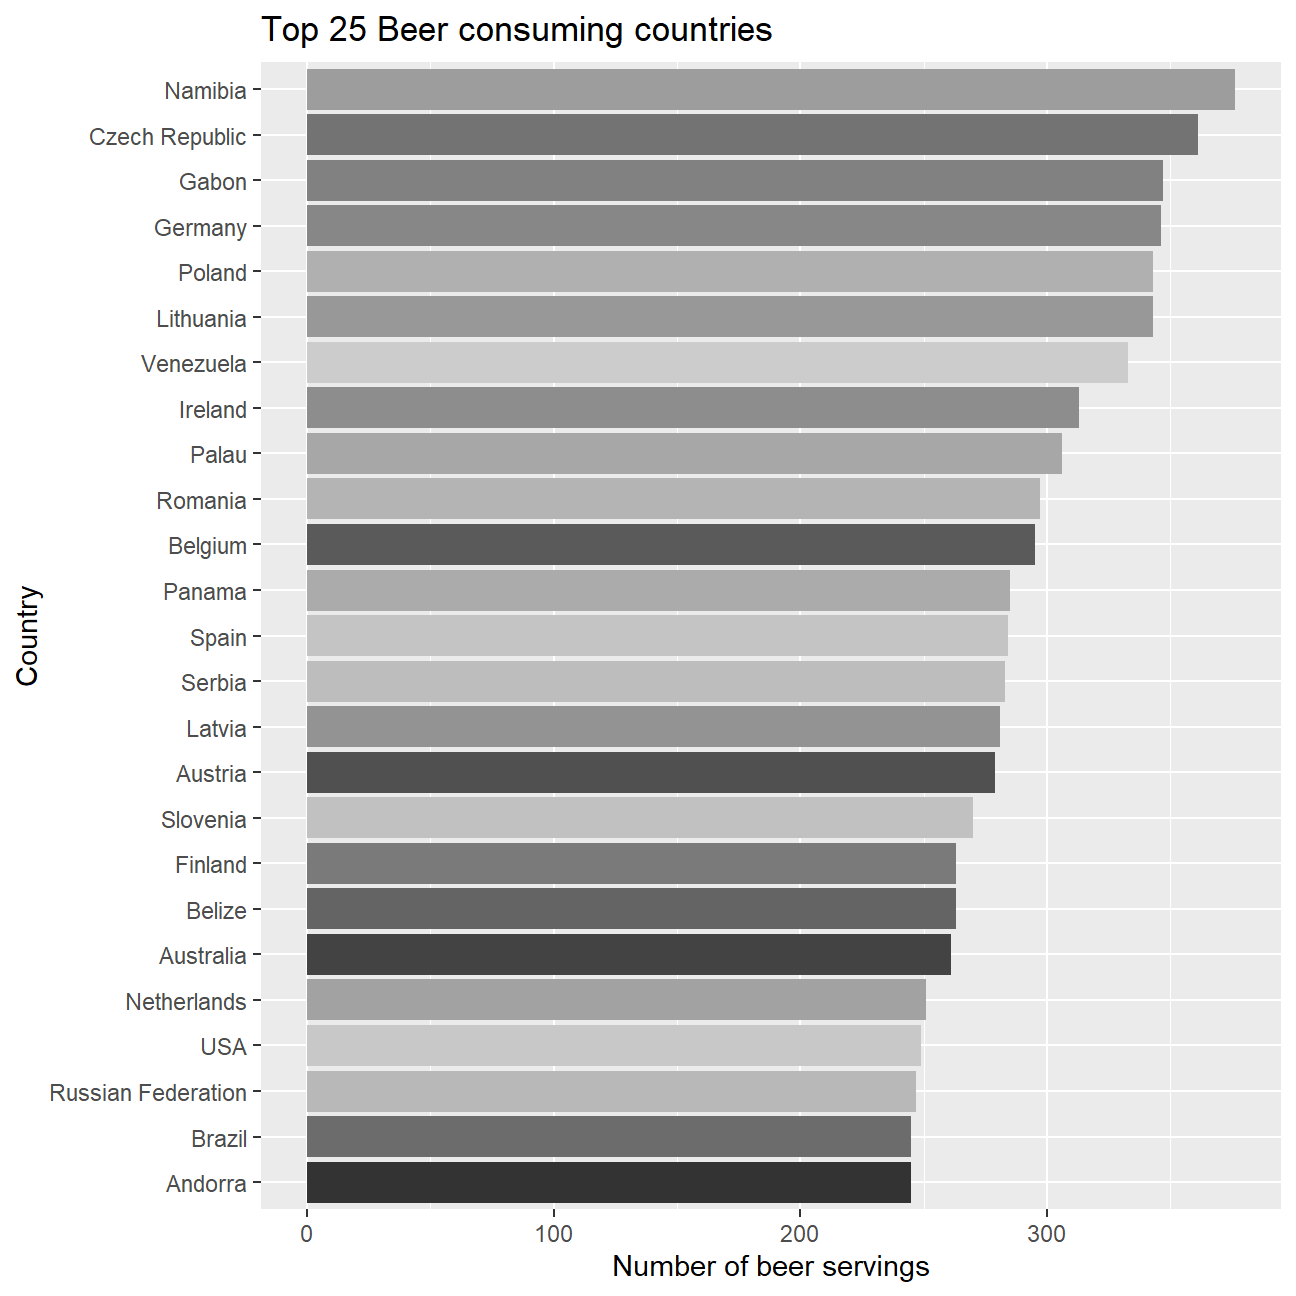 Top 25 Beer consuming countries
Namibia
Czech Republic
Gabon
Germany
Poland
Lithuania
Venezuela
Ireland
Palau
Romania
Belgium
Panama
Spain
Serbia
Latvia
Austria
Slovenia
Finland
Belize
Australia
Netherlands
USA
Russian Federation
Brazil
Andorra
Country
0 100 200 300
Number of beer servings